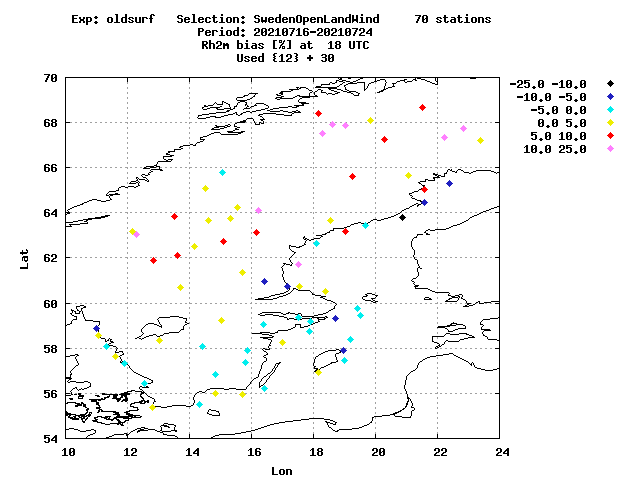 Exp: oldsurf Selection: SwedenOpenLandWind 70 stations
Period: 20210716-20210724
Rh2m bias [%] at 18 UTC
Used {12} + 30
-25.0 -10.0
-10.0 -5.0
-5.0 0.0
0.0 5.0
5.0 10.0
10.0 25.0
70
68
66
64
62
60
58
56
54
Lat
10 12 14 16 18 20 22 24
Lon